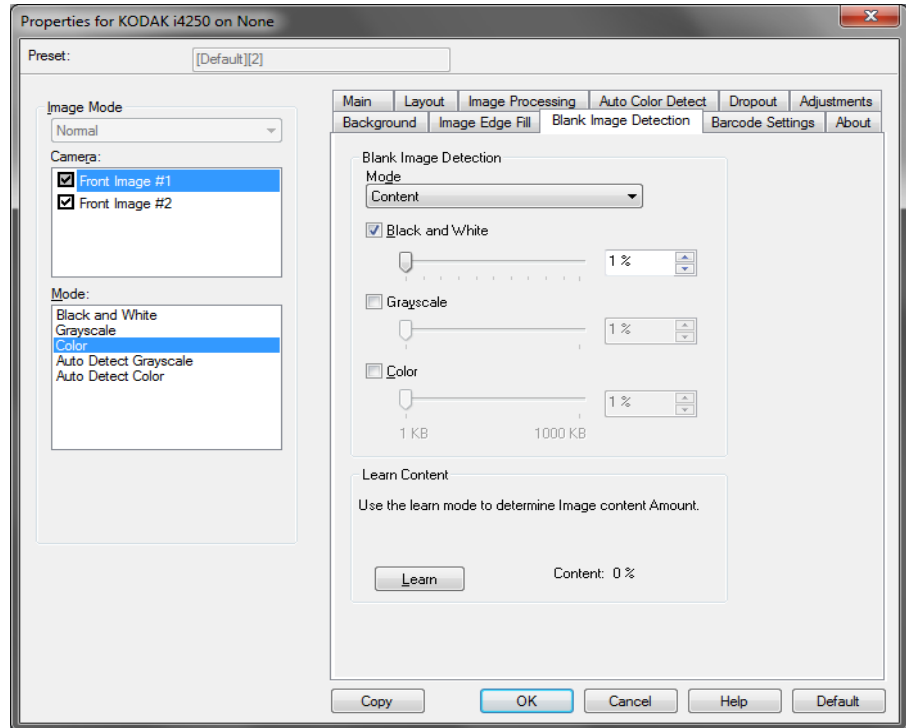 Properties for KODAK i4250 on None
Preset:
[Default][2]
Image Mode
Normal
Camera:
Front Image #1
Front Image #2
Mode:
Black and White
Grayscale
Color
Auto Detect Grayscale
Auto Detect Color
Main Layout Image Processing Auto Color Detect Dropout Adjustments
Background Image Edge Fill Blank Image Detection Barcode Settings About
Blank Image Detection
Mode
Content
Black and White
1 %
Grayscale
1 %
Color
1 %
1 KB 1000 KB
Learn Content
Use the learn mode to determine Image content Amount.
Learn Content: 0 %
Copy OK Cancel Help Default